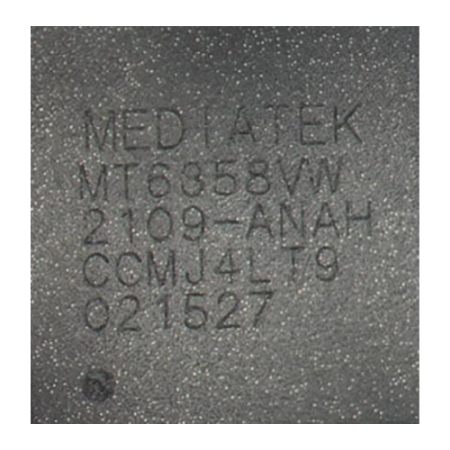 MEDIATEK
MT6358VW
2109-ANAH
CCMJ4LT9
021527